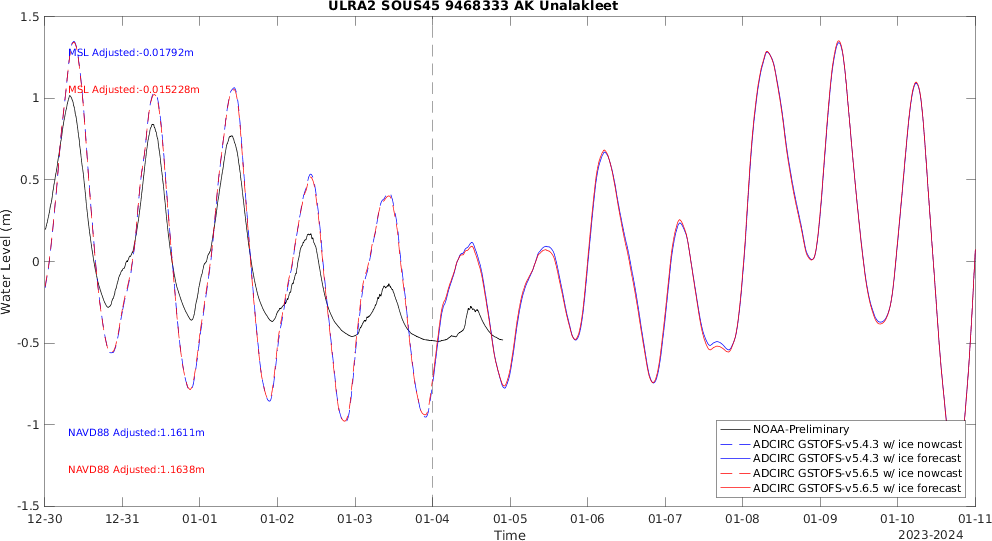 ULRA2 SOUS45 9468333 AK Unalakleet
1.5
1
0.5
0
-0.5
-1
-1.5
Water Level (m)
MSL Adjusted:-0.01792m
MSL Adjusted:-0.015228m
NAVD88 Adjusted:1.1611m
NAVD88 Adjusted:1.1638m
NOAA-Preliminary
ADCIRC GSTOFS-v5.4.3 w/ ice nowcast
ADCIRC GSTOFS-v5.4.3 w/ ice forecast
ADCIRC GSTOFS-v5.6.5 w/ ice nowcast
ADCIRC GSTOFS-v5.6.5 w/ ice forecast
12-30 12-31 01-01 01-02 01-03 01-04 01-05 01-06 01-07 01-08 01-09 01-10 01-11
Time
2023-2024